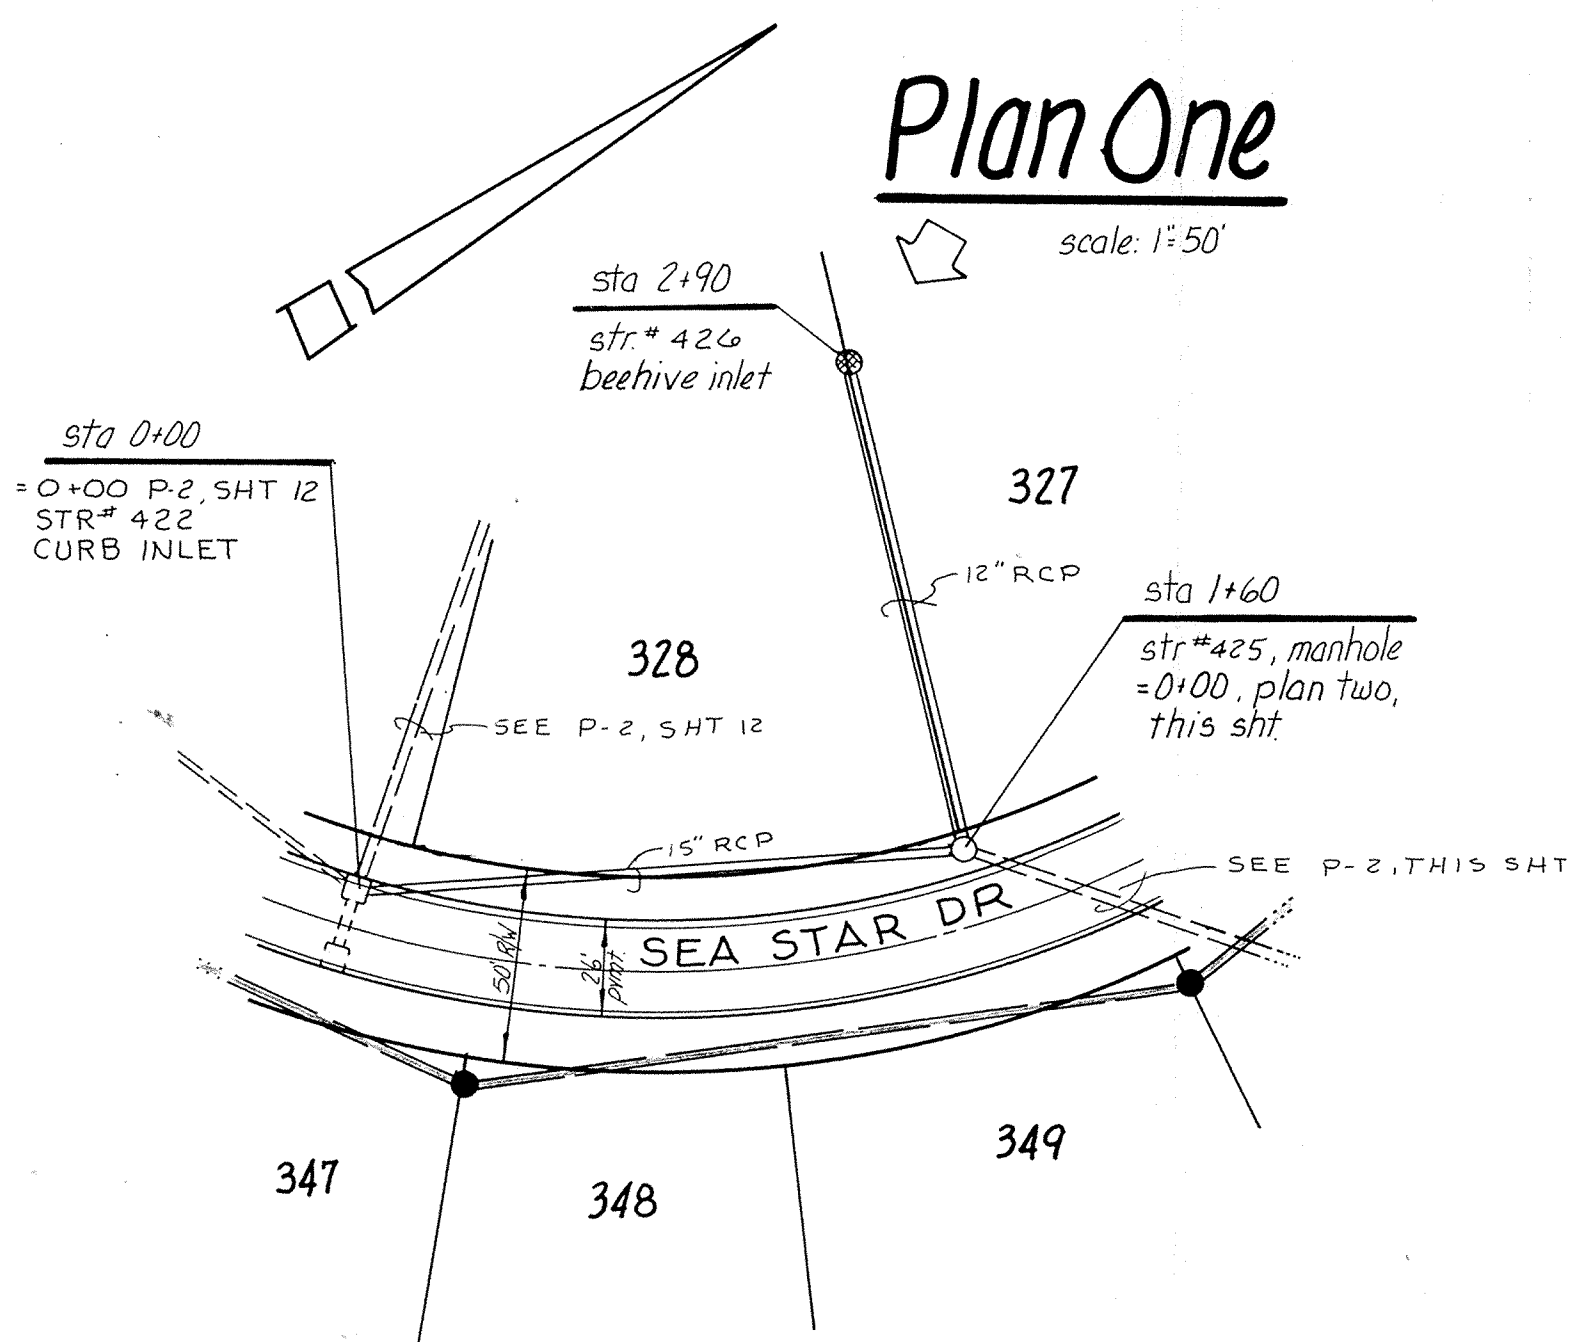 Plan One
scale: 1"=50'
sta 2+90
str.# 426
beehive inlet
sta 0+00
= 0+00 P-2, SHT 12
STR# 422
CURB INLET
327
12" RCP
sta 1+60
str #425, manhole
=0+00, plan two,
this sht.
328
SEE P-2, SHT 12
15" RCP
SEE P-2, THIS SHT
SEA STAR DR
50' R/W
26'
pvmt.
347
348
349